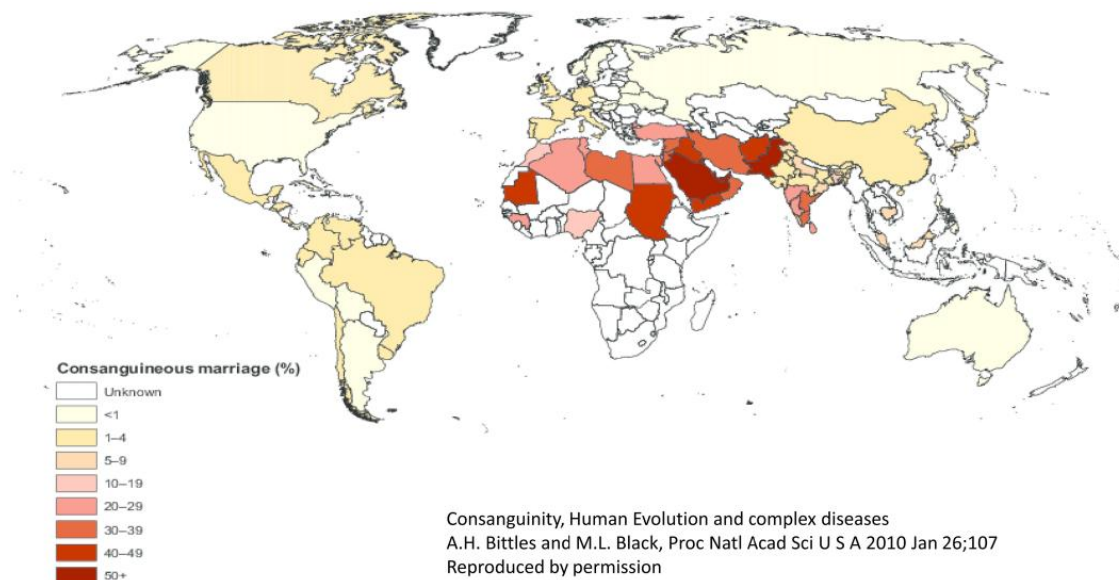 Consanguineous marriage (%)
Unknown
<1
1–4
5–9
10–19
20–29
30–39
40–49
50+
Consanguinity, Human Evolution and complex diseases
A.H. Bittles and M.L. Black, Proc Natl Acad Sci U S A 2010 Jan 26;107
Reproduced by permission